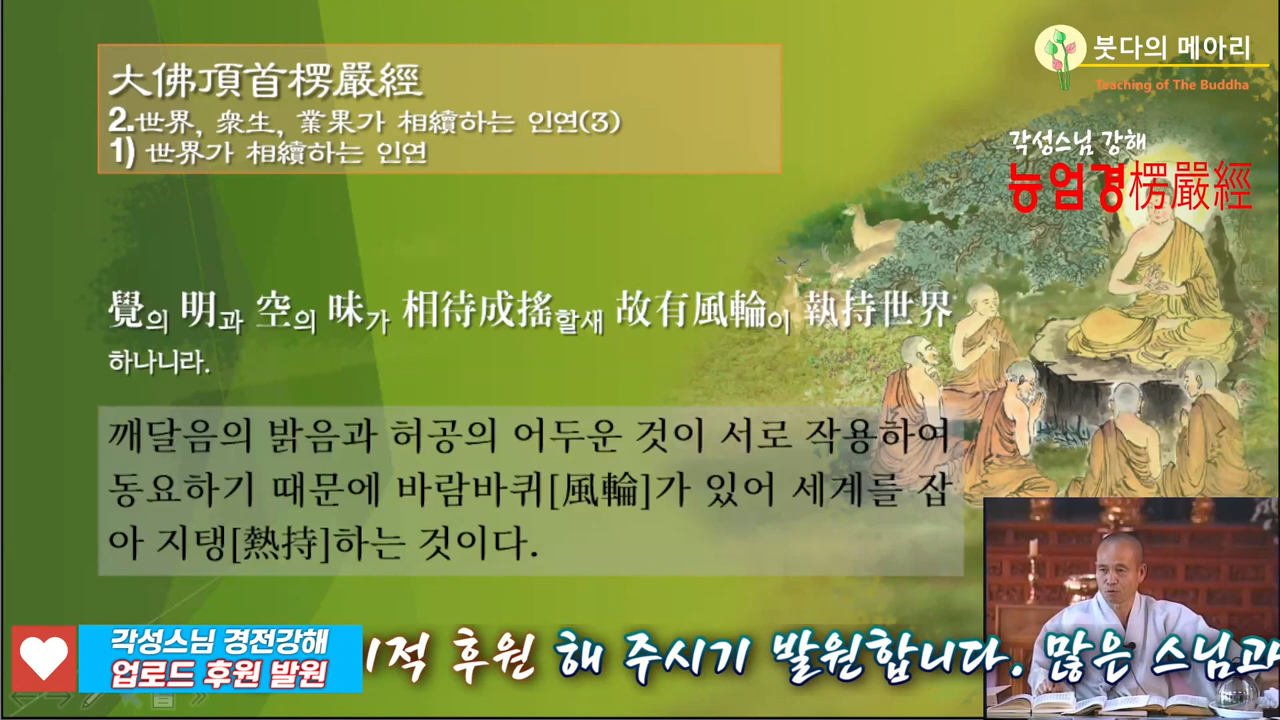 大佛頂首楞嚴經
2.世界, 衆生, 業果가 相續하는 인연(3)
1) 世界가 相續하는 인연
붓다의 메아리
Teaching of The Buddha
각성스님 강해
능엄경楞嚴經
覺의 明과 空의 昧가 相待成搖할새 故有風輪이 執持世界
하나니라.
깨달음의 밝음과 허공의 어두운 것이 서로 작용하여
동요하기 때문에 바람바퀴[風輪]가 있어 세계를 잡
아 지탱[熱持]하는 것이다.
각성스님 경전강해
업로드 후원 발원
적 후원 해 주시기 발원합니다. 많은 스님과